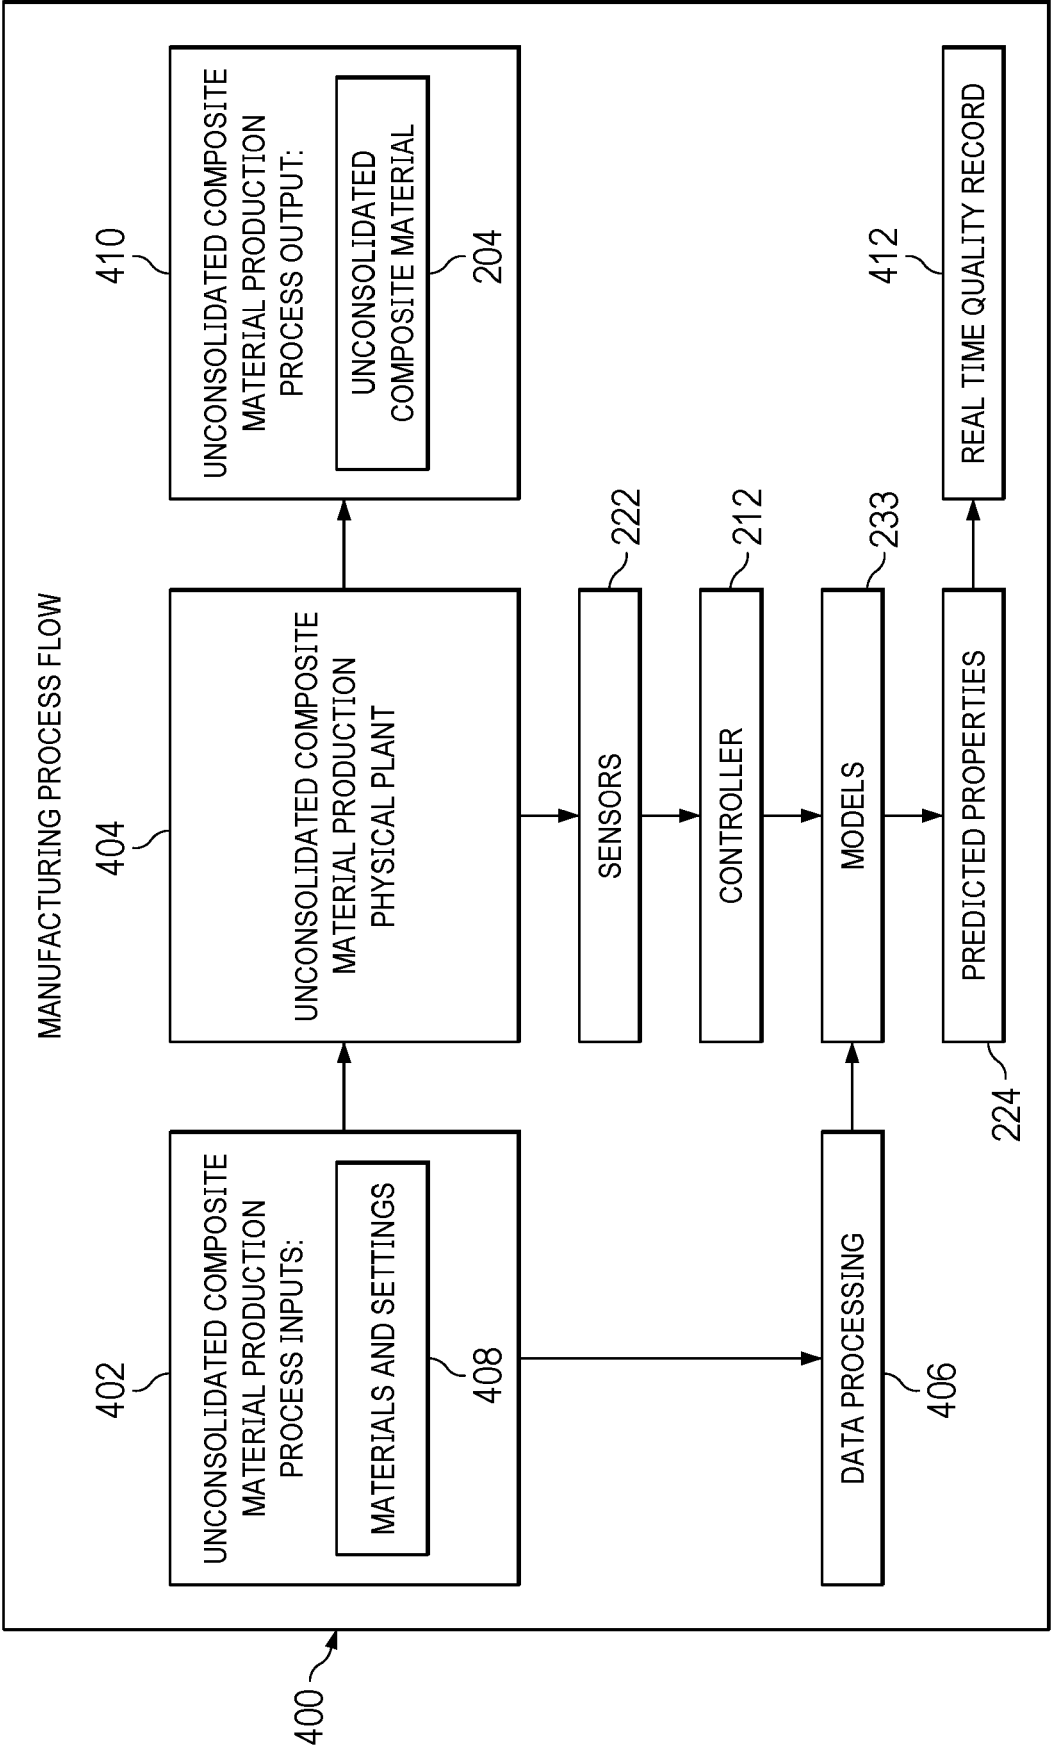 MANUFACTURING PROCESS FLOW
400
402
UNCONSOLIDATED COMPOSITE
MATERIAL PRODUCTION
PROCESS INPUTS:
MATERIALS AND SETTINGS
408
404
UNCONSOLIDATED COMPOSITE
MATERIAL PRODUCTION
PHYSICAL PLANT
410
UNCONSOLIDATED COMPOSITE
MATERIAL PRODUCTION
PROCESS OUTPUT:
UNCONSOLIDATED
COMPOSITE MATERIAL
204
SENSORS
222
CONTROLLER
212
DATA PROCESSING
406
MODELS
233
PREDICTED PROPERTIES
224
REAL TIME QUALITY RECORD
412